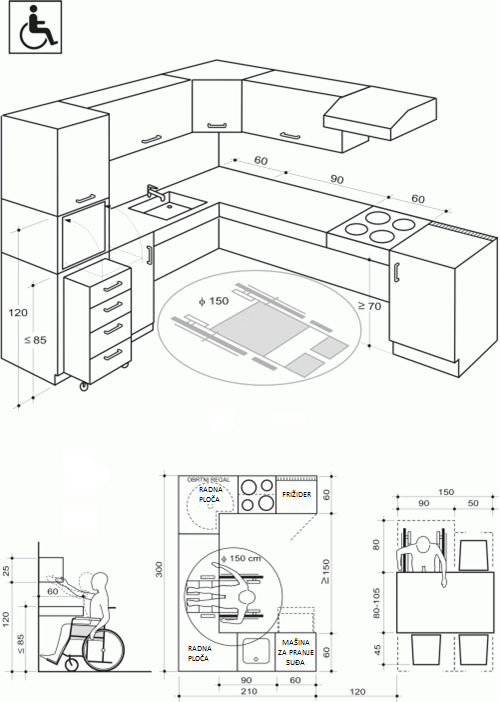 60
90
60
ϕ 150
≥ 70
120
≤ 85
OBRTNI REGAL
RADNA
PLOČA
FRIŽIDER
60
150
90
50
300
ϕ 150 cm
≥ 150
80
25
60
80-105
120
≤ 85
RADNA
PLOČA
MAŠINA
ZA PRANJE
SUĐA
60
45
90
60
210
120